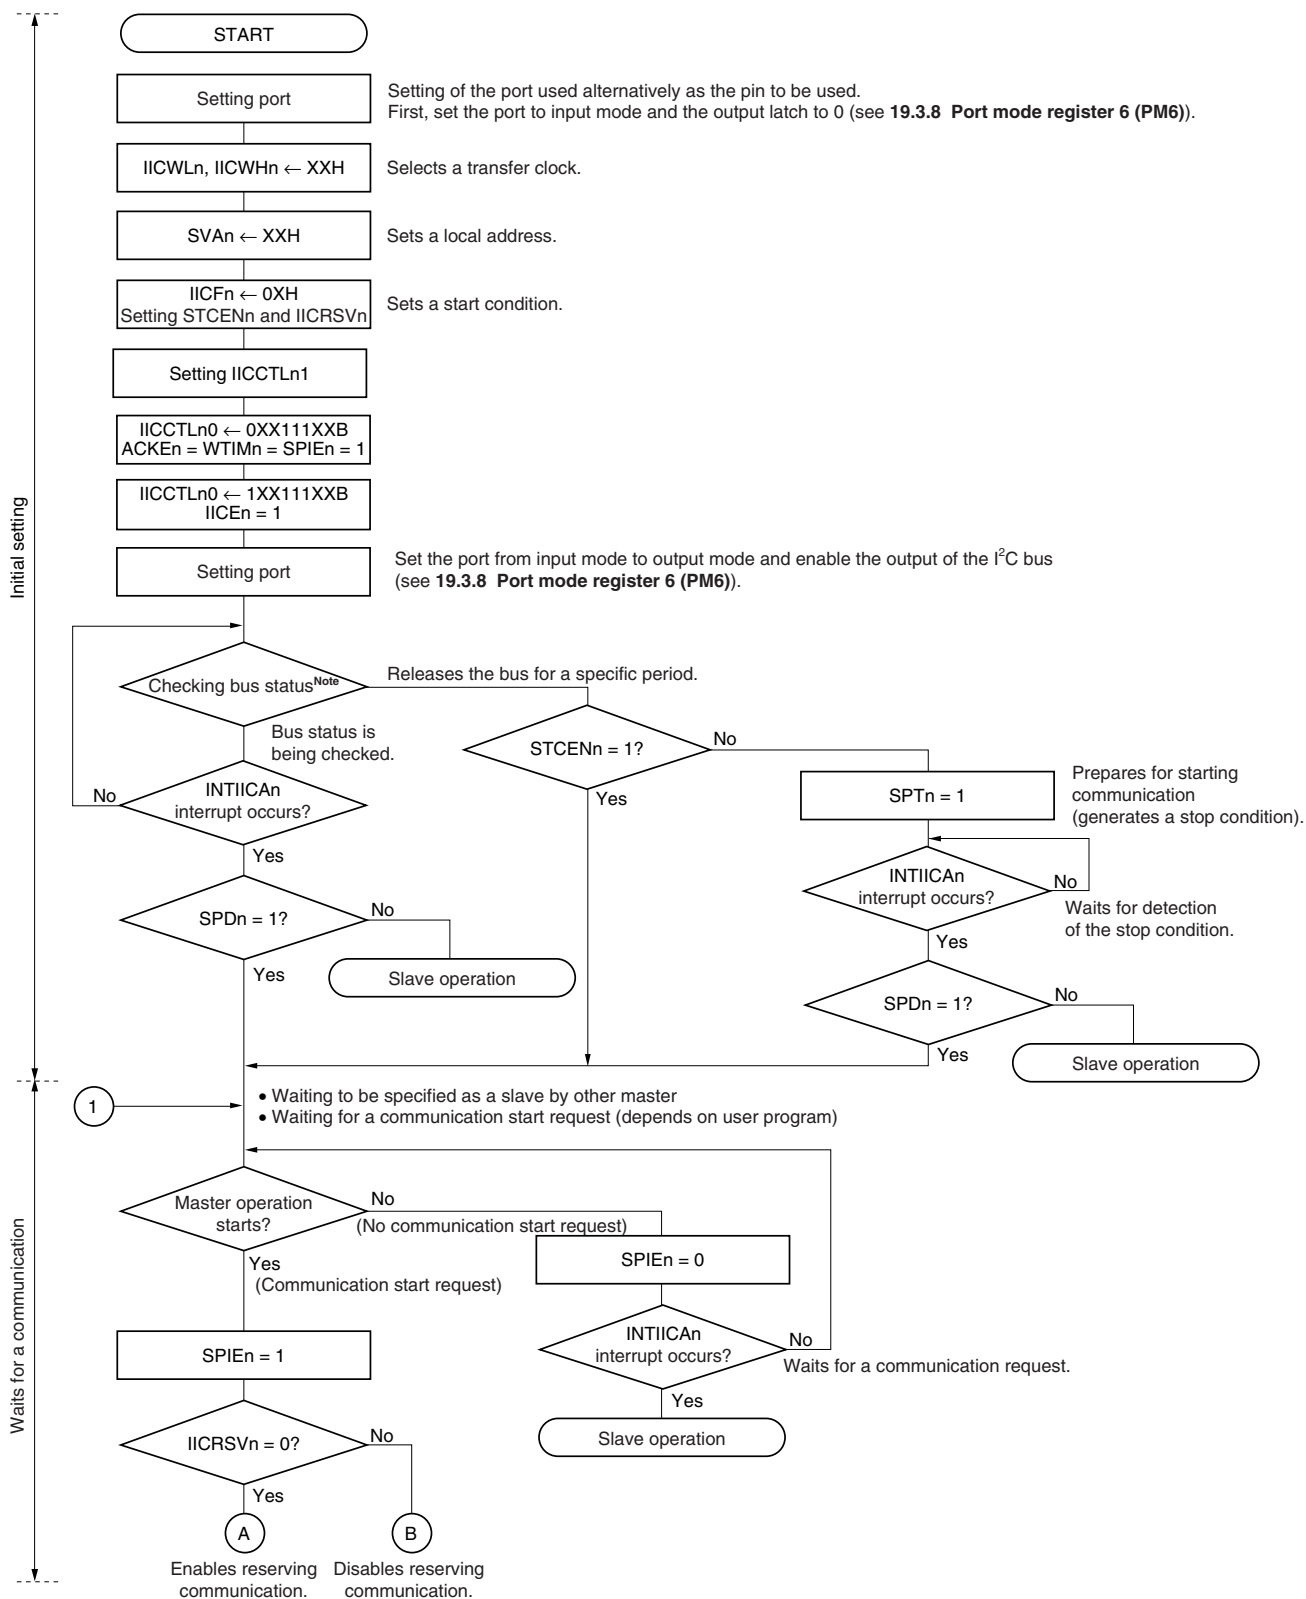 START
Setting port
Setting of the port used alternatively as the pin to be used.
First, set the port to input mode and the output latch to 0 (see 19.3.8 Port mode register 6 (PM6)).
IICWLn, IICWHn ← XXH
Selects a transfer clock.
SVAn ← XXH
Sets a local address.
IICFn ← 0XH
Setting STCENn and IICRSVn
Sets a start condition.
Setting IICCTLn1
IICCTLn0 ← 0XX111XXB
ACKEn = WTIMn = SPIEn = 1
IICCTLn0 ← 1XX111XXB
IICEn = 1
Initial setting
Setting port
Set the port from input mode to output mode and enable the output of the I²C bus
(see 19.3.8 Port mode register 6 (PM6)).
Checking bus statusNote
Releases the bus for a specific period.
Bus status is
being checked.
STCENn = 1?
No
Yes
SPTn = 1
Prepares for starting
communication
(generates a stop condition).
INTIICAn
interrupt occurs?
No
Yes
INTIICAn
interrupt occurs?
No
Waits for detection
of the stop condition.
Yes
SPDn = 1?
No
Yes
Slave operation
SPDn = 1?
No
Yes
Slave operation
1
• Waiting to be specified as a slave by other master
• Waiting for a communication start request (depends on user program)
Waits for a communication
Master operation
starts?
No
(No communication start request)
Yes
(Communication start request)
SPIEn = 0
INTIICAn
interrupt occurs?
No
Waits for a communication request.
Yes
Slave operation
SPIEn = 1
IICRSVn = 0?
No
Yes
A
B
Enables reserving
communication.
Disables reserving
communication.